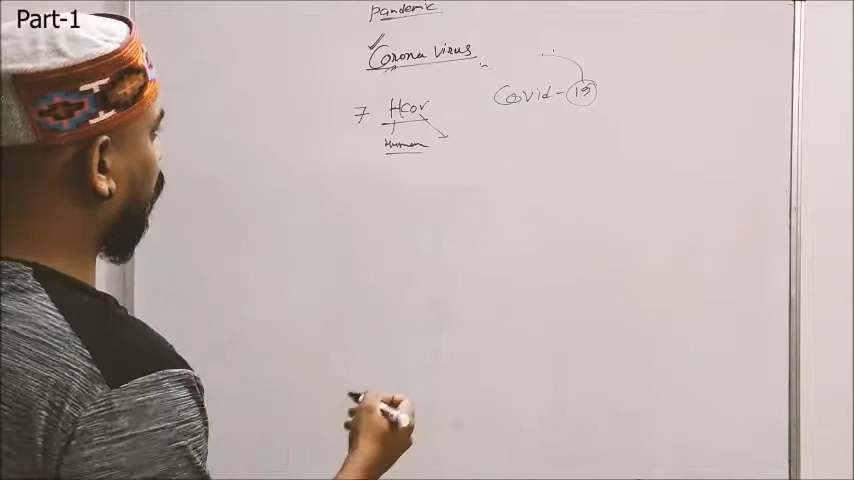 Part-1
Pandemic
Corona Virus
Covid-19
7 Hcov
Human